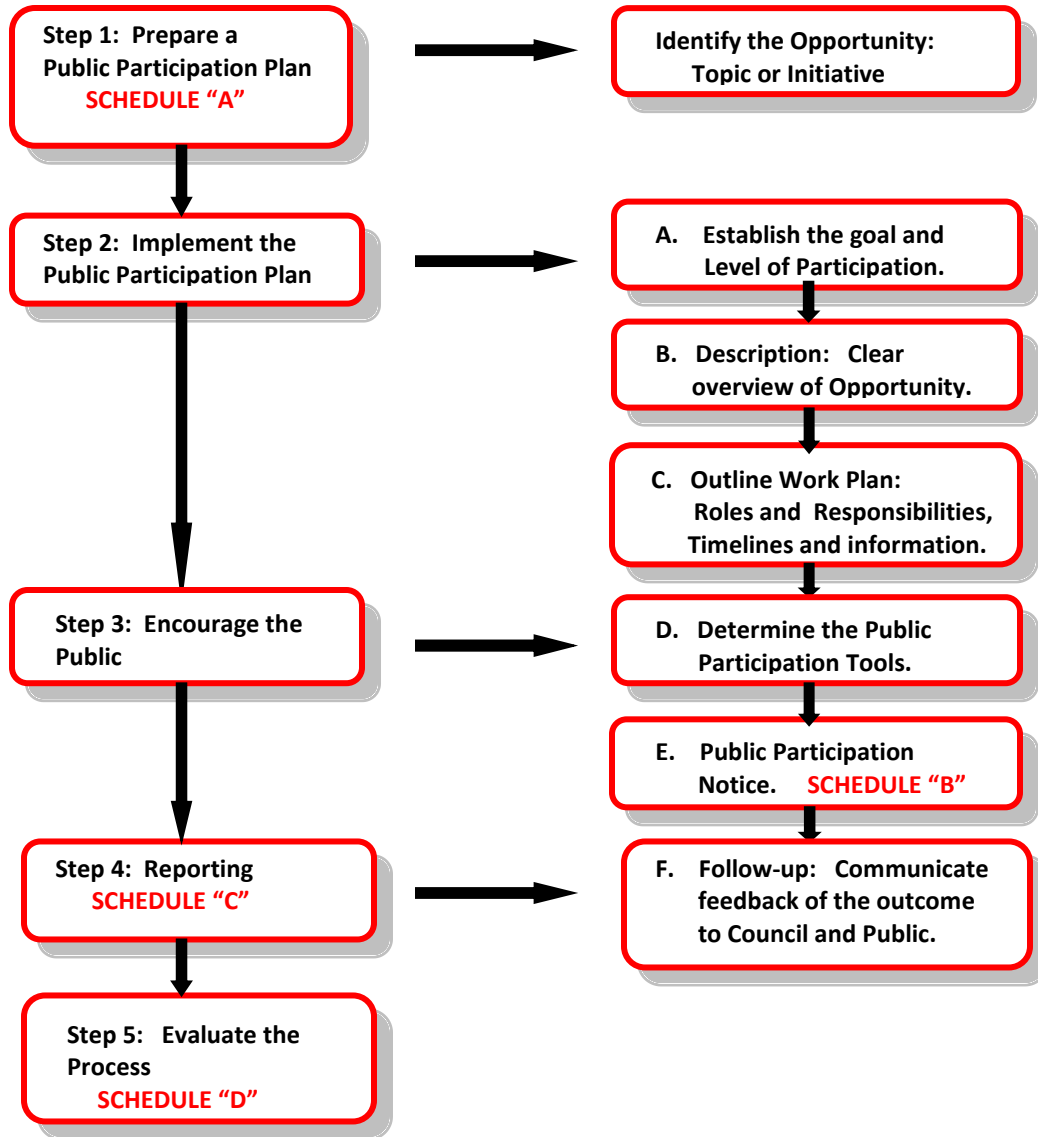 Step 1: Prepare a
Public Participation Plan
SCHEDULE “A”
Identify the Opportunity:
Topic or Initiative
Step 2: Implement the
Public Participation Plan
A. Establish the goal and
Level of Participation.
B. Description: Clear
overview of Opportunity.
C. Outline Work Plan:
Roles and Responsibilities,
Timelines and information.
Step 3: Encourage the
Public
D. Determine the Public
Participation Tools.
E. Public Participation
Notice. SCHEDULE “B”
Step 4: Reporting
SCHEDULE “C”
F. Follow-up: Communicate
feedback of the outcome
to Council and Public.
Step 5: Evaluate the
Process
SCHEDULE “D”